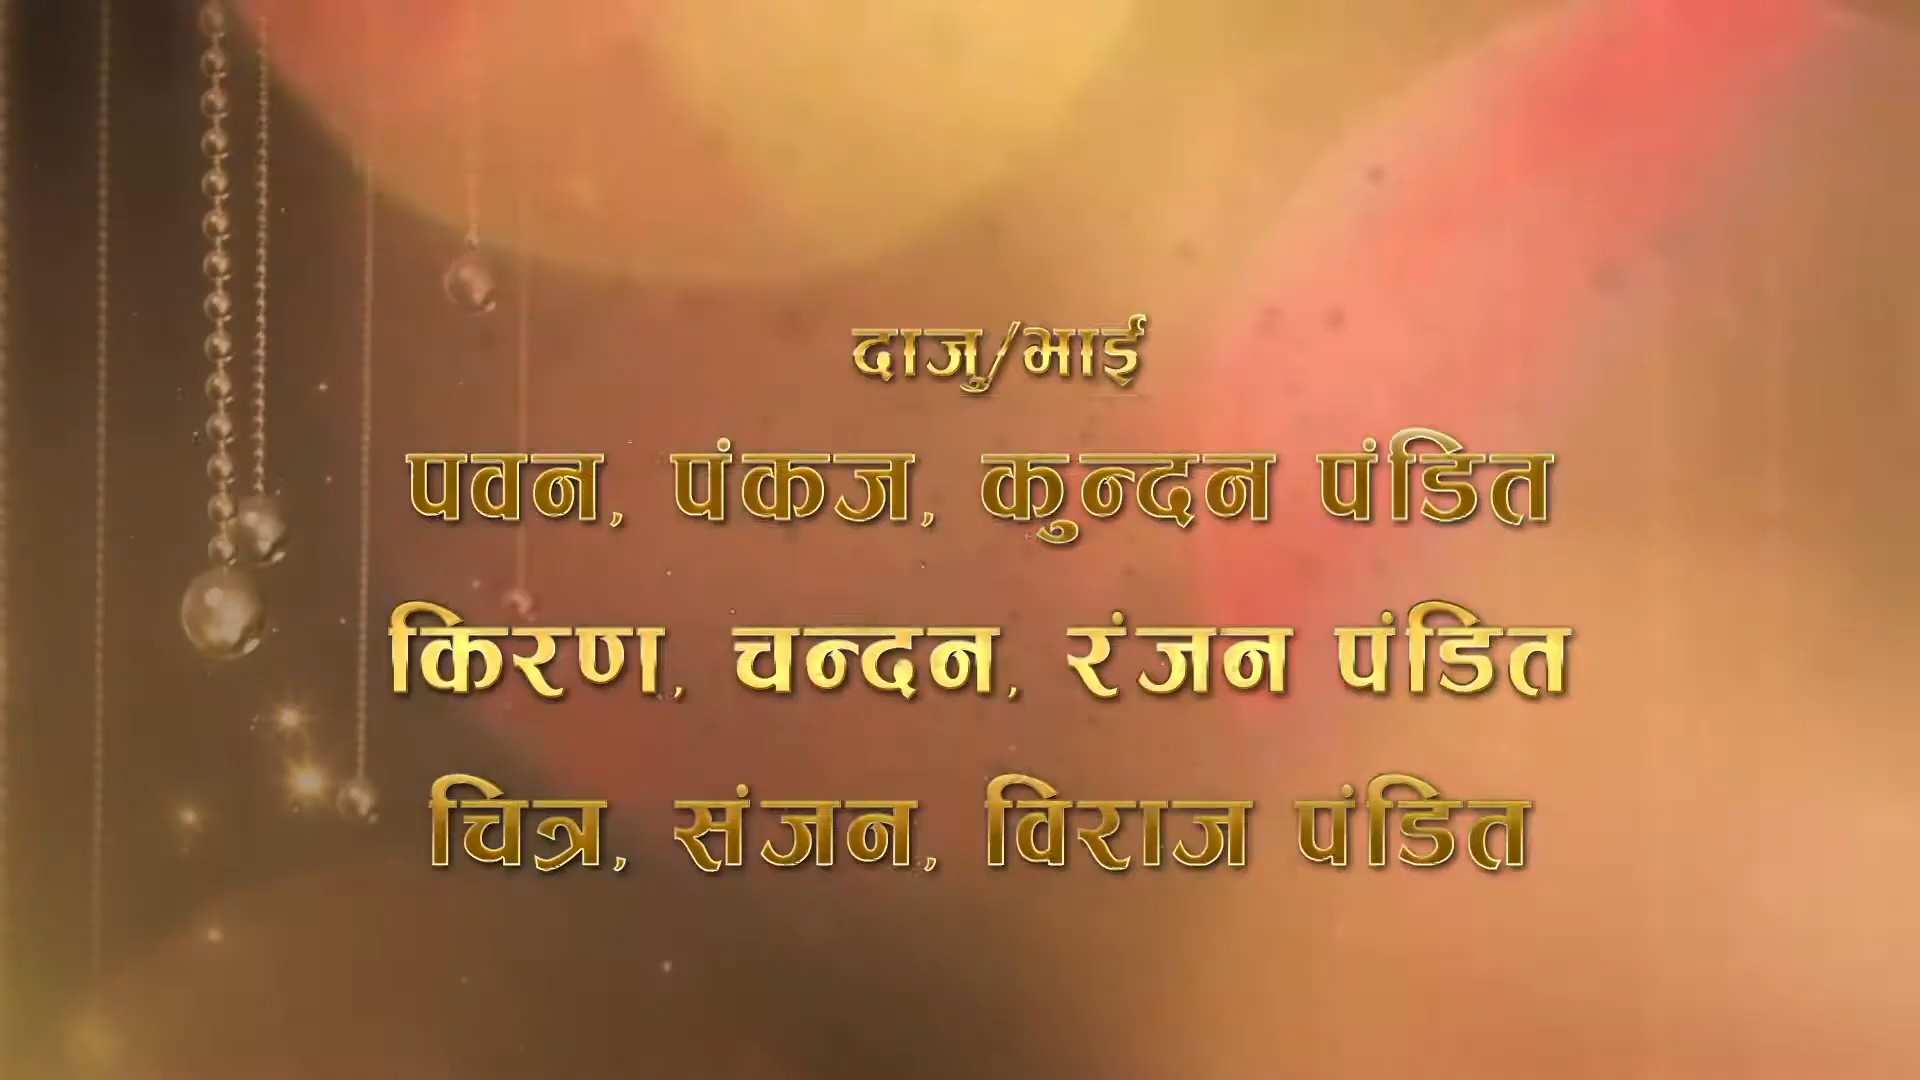 दाजु/भाई
पवन, पंकज, कुन्दन पंडित
किरण, चन्दन, रंजन पंडित
चित्र, संजन, विराज पंडित